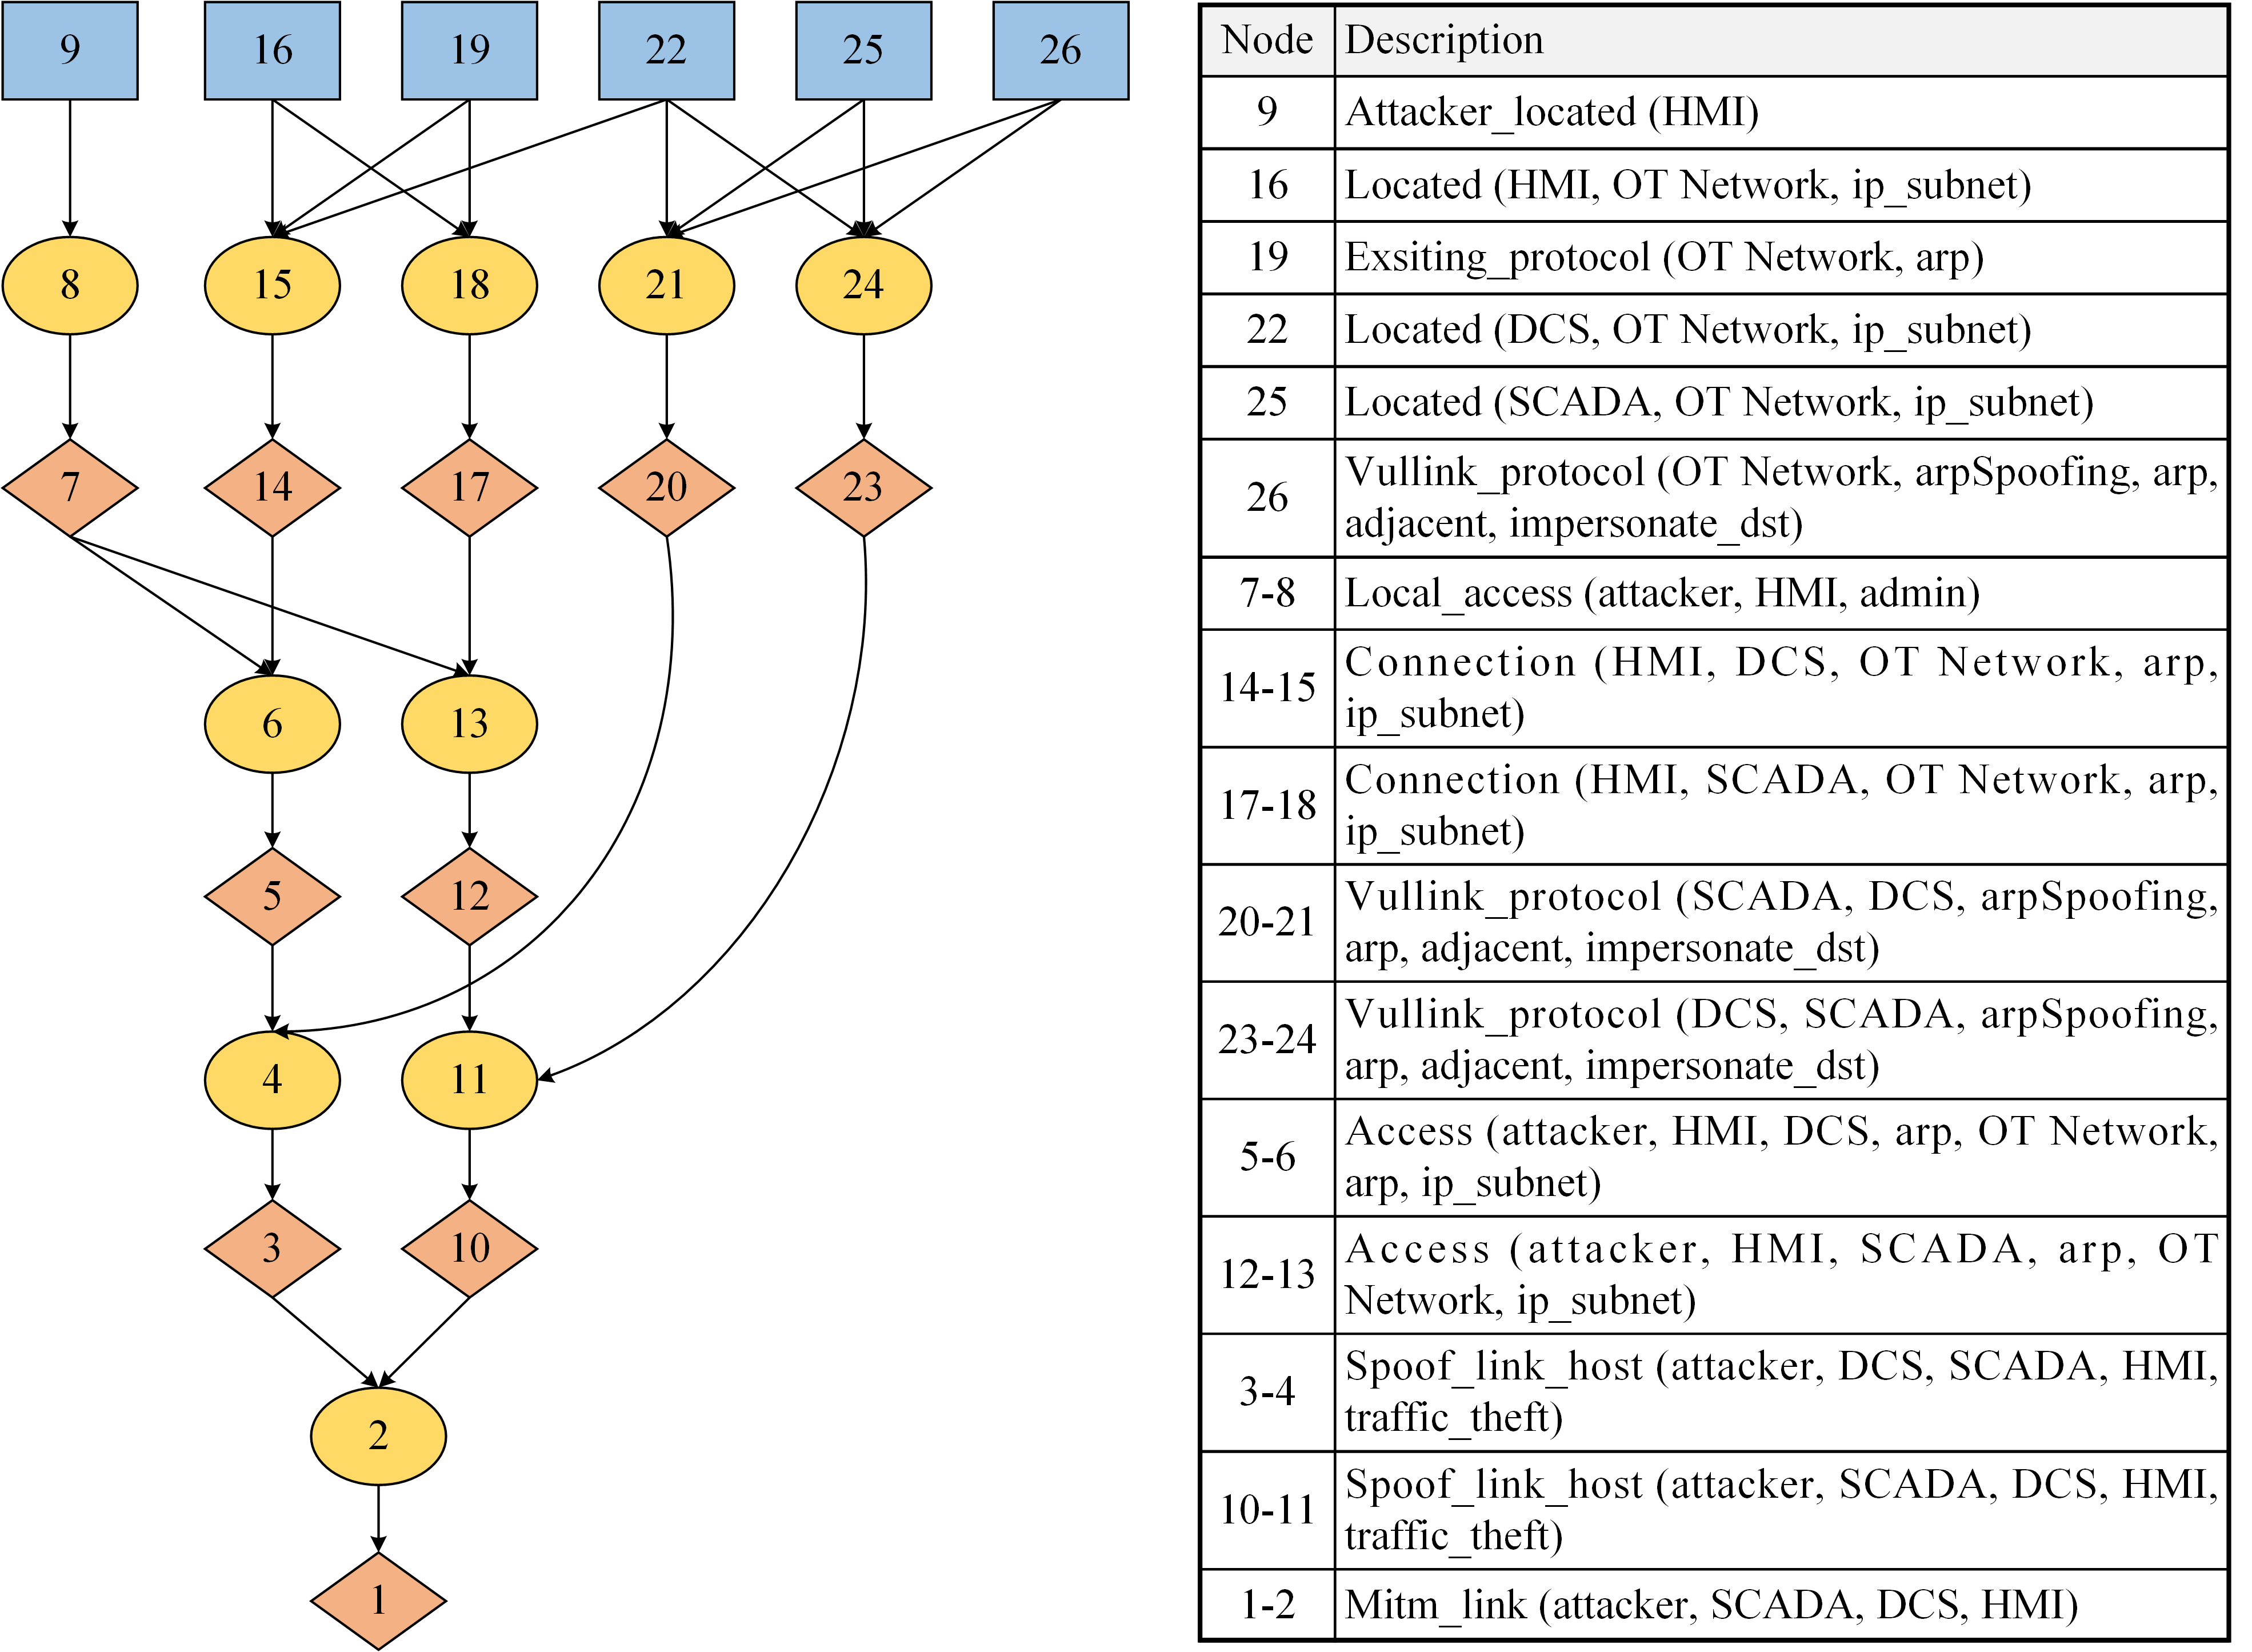 9 16 19 22 25 26
8 15 18 21 24
7 14 17 20 23
6 13
5 12
4 11
3 10
2
1
Node Description
9 Attacker_located (HMI)
16 Located (HMI, OT Network, ip_subnet)
19 Exsiting_protocol (OT Network, arp)
22 Located (DCS, OT Network, ip_subnet)
25 Located (SCADA, OT Network, ip_subnet)
26 Vullink_protocol (OT Network, arpSpoofing, arp,
adjacent, impersonate_dst)
7-8 Local_access (attacker, HMI, admin)
14-15 Connection (HMI, DCS, OT Network, arp,
ip_subnet)
17-18 Connection (HMI, SCADA, OT Network, arp,
ip_subnet)
20-21 Vullink_protocol (SCADA, DCS, arpSpoofing,
arp, adjacent, impersonate_dst)
23-24 Vullink_protocol (DCS, SCADA, arpSpoofing,
arp, adjacent, impersonate_dst)
5-6 Access (attacker, HMI, DCS, arp, OT Network,
arp, ip_subnet)
12-13 Access (attacker, HMI, SCADA, arp, OT
Network, ip_subnet)
3-4 Spoof_link_host (attacker, DCS, SCADA, HMI,
traffic_theft)
10-11 Spoof_link_host (attacker, SCADA, DCS, HMI,
traffic_theft)
1-2 Mitm_link (attacker, SCADA, DCS, HMI)